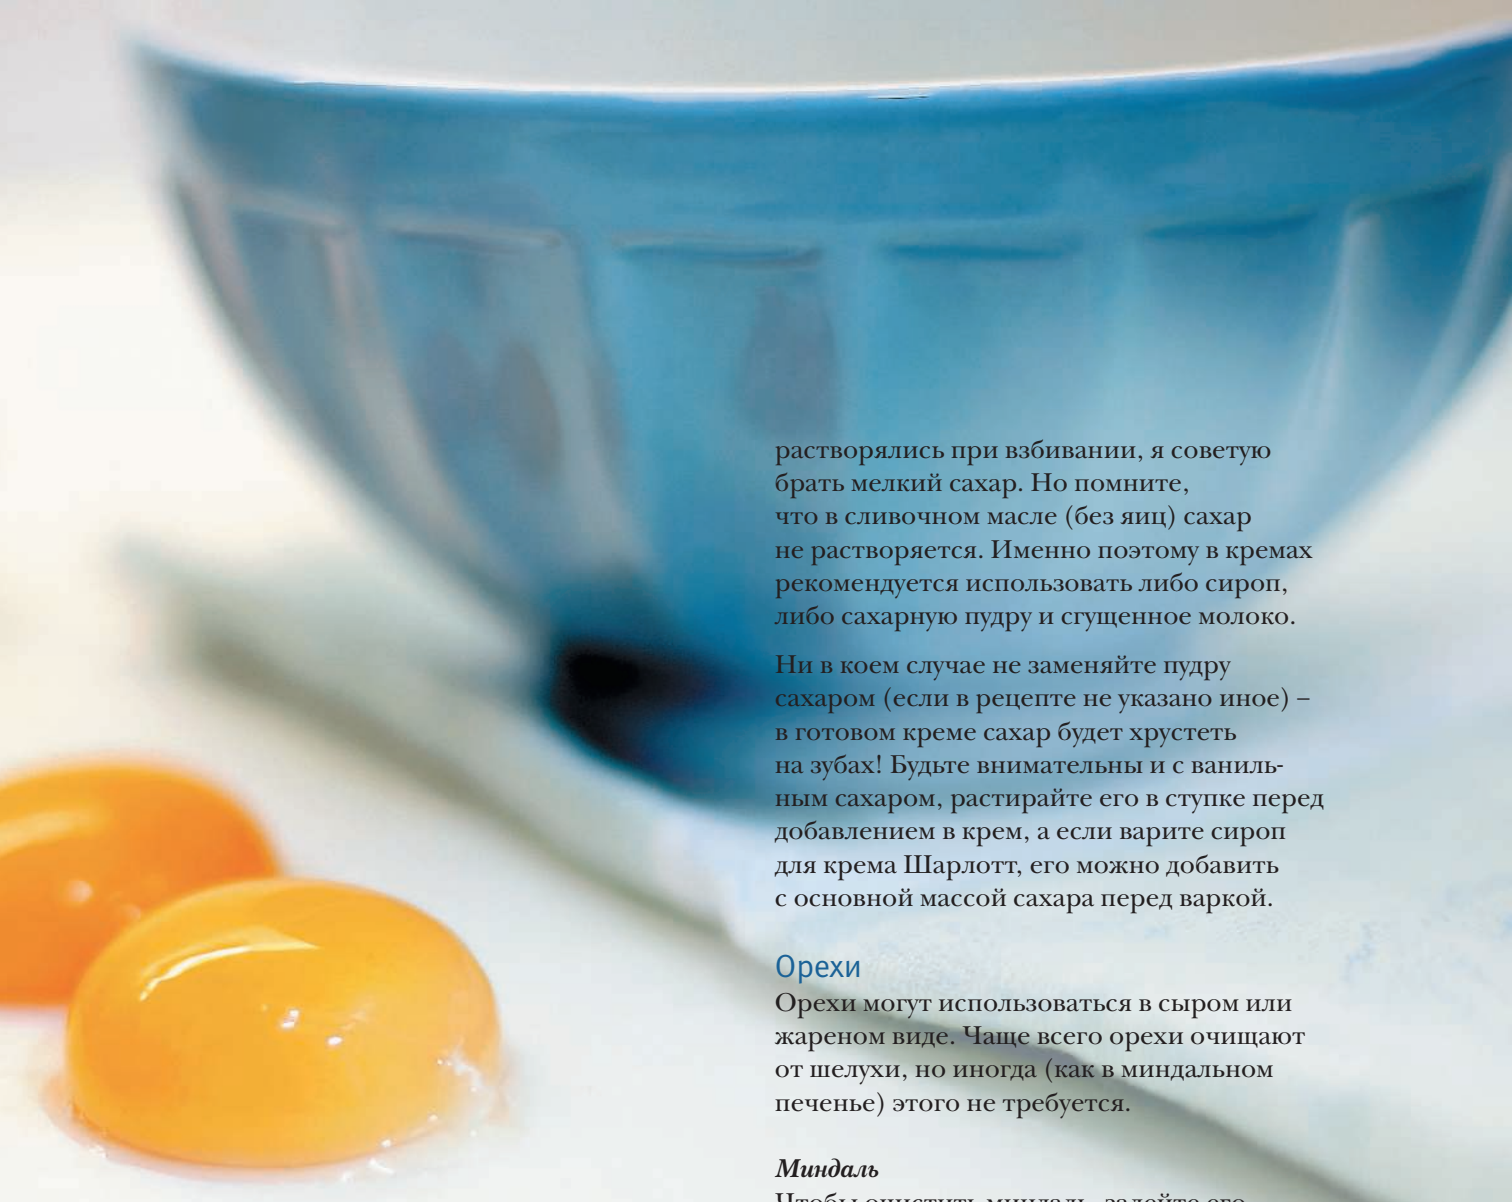 растворялись при взбивании, я советую
брать мелкий сахар. Но помните,
что в сливочном масле (без яиц) сахар
не растворяется. Именно поэтому в кремах
рекомендуется использовать либо сироп,
либо сахарную пудру и сгущенное молоко.
Ни в коем случае не заменяйте пудру
сахаром (если в рецепте не указано иное) –
в готовом креме сахар будет хрустеть
на зубах! Будьте внимательны и с ваниль-
ным сахаром, растирайте его в ступке перед
добавлением в крем, а если варите сироп
для крема Шарлотт, его можно добавить
с основной массой сахара перед варкой.
Орехи
Орехи могут использоваться в сыром или
жареном виде. Чаще всего орехи очищают
от шелухи, но иногда (как в миндальном
печенье) этого не требуется.
Миндаль
Чтобы очистить миндаль, залейте его